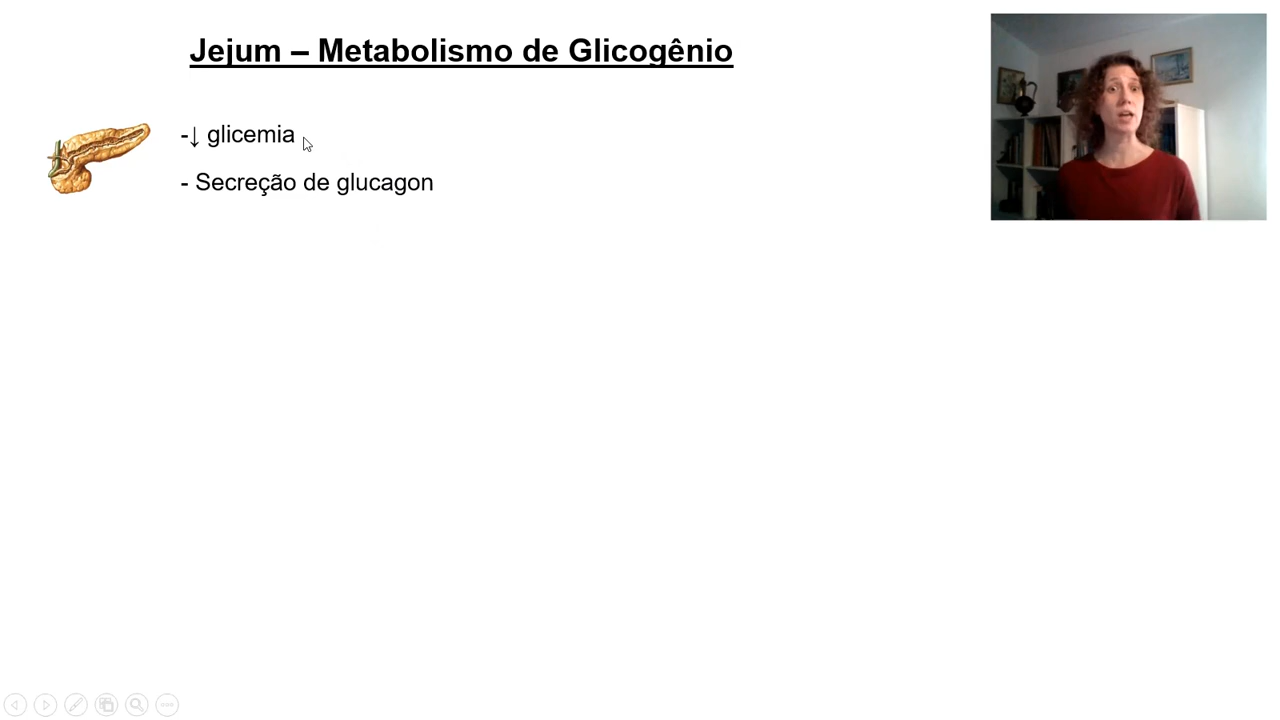 Jejum – Metabolismo de Glicogênio
-↓ glicemia
- Secreção de glucagon